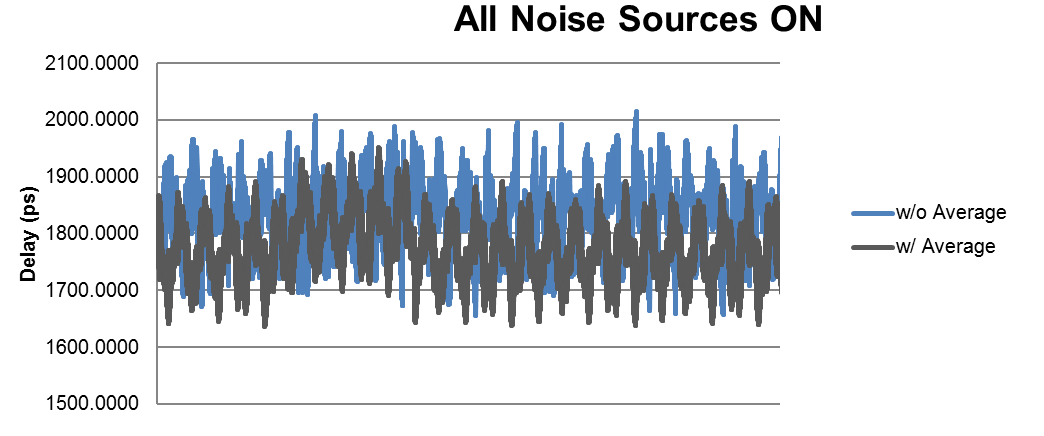 All Noise Sources ON
2100.0000
2000.0000
1900.0000
1800.0000
1700.0000
1600.0000
1500.0000
Delay (ps)
w/o Average
w/ Average